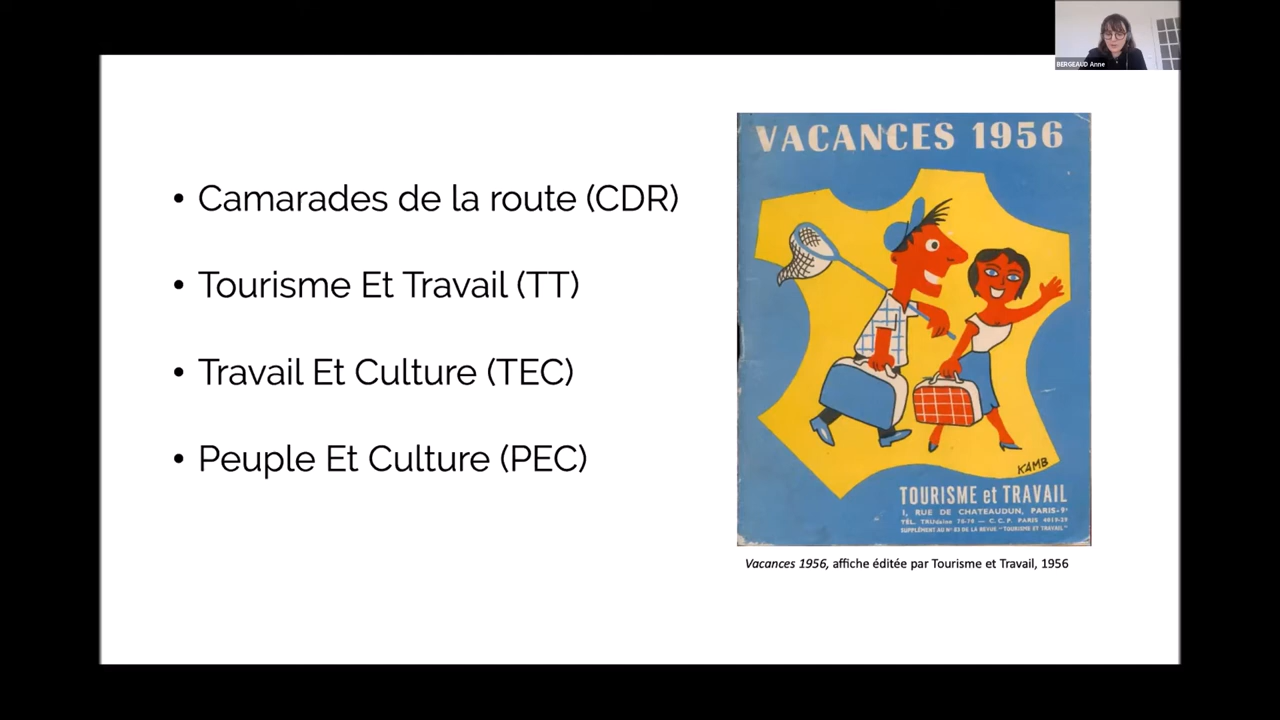 BERGEAUD Anne
• Camarades de la route (CDR)
• Tourisme Et Travail (TT)
• Travail Et Culture (TEC)
• Peuple Et Culture (PEC)
VACANCES 1956
KAMB
TOURISME et TRAVAIL
1, RUE DE CHATEAUDUN, PARIS-9e
TÉL. TRUdaine 78-70 — C. C. P. PARIS 4019-29
SUPPLÉMENT AU N° 83 DE LA REVUE "TOURISME ET TRAVAIL"
Vacances 1956, affiche éditée par Tourisme et Travail, 1956